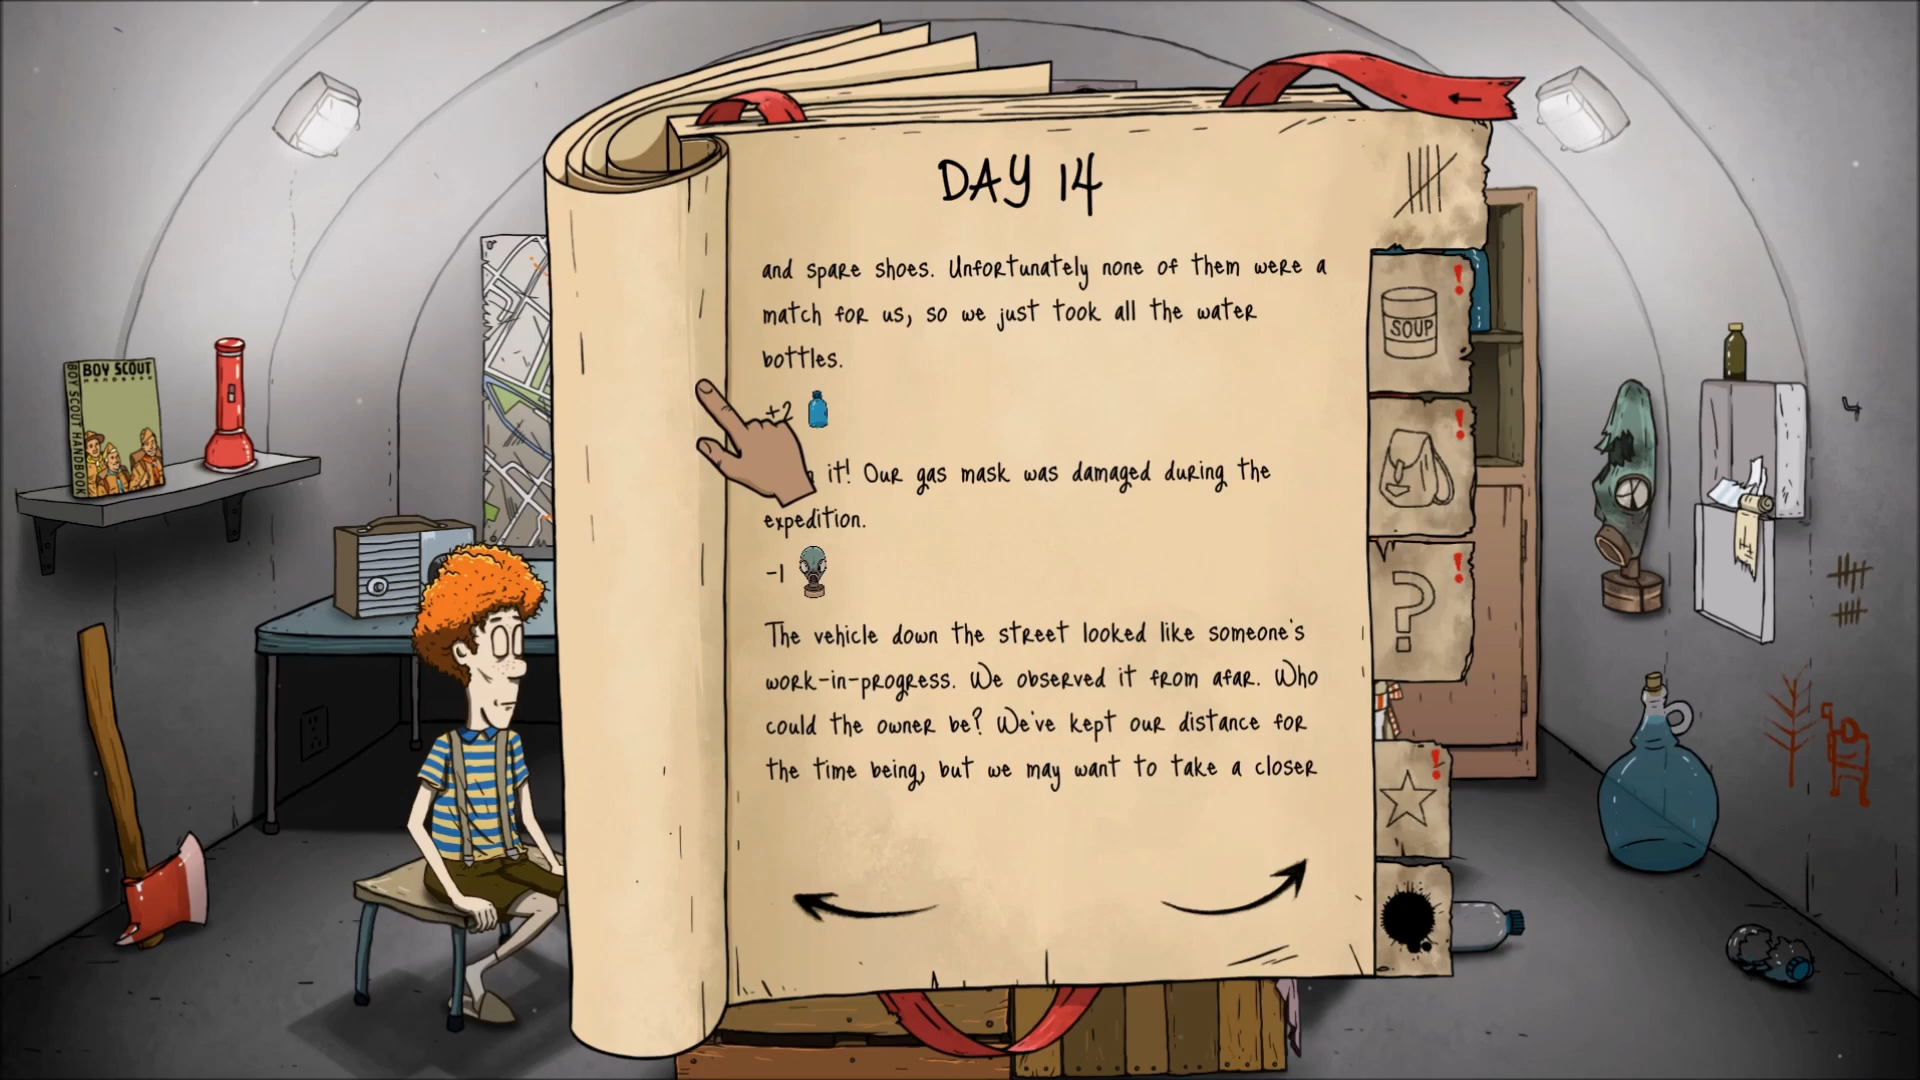 DAY 14
and spare shoes. Unfortunately none of them were a
match for us, so we just took all the water
bottles.
+2
it! Our gas mask was damaged during the
expedition.
-1
The vehicle down the street looked like someone's
work-in-progress. We observed it from afar. Who
could the owner be? We've kept our distance for
the time being, but we may want to take a closer
SOUP
BOY SCOUT
HANDBOOK
BOY SCOUT HANDBOOK